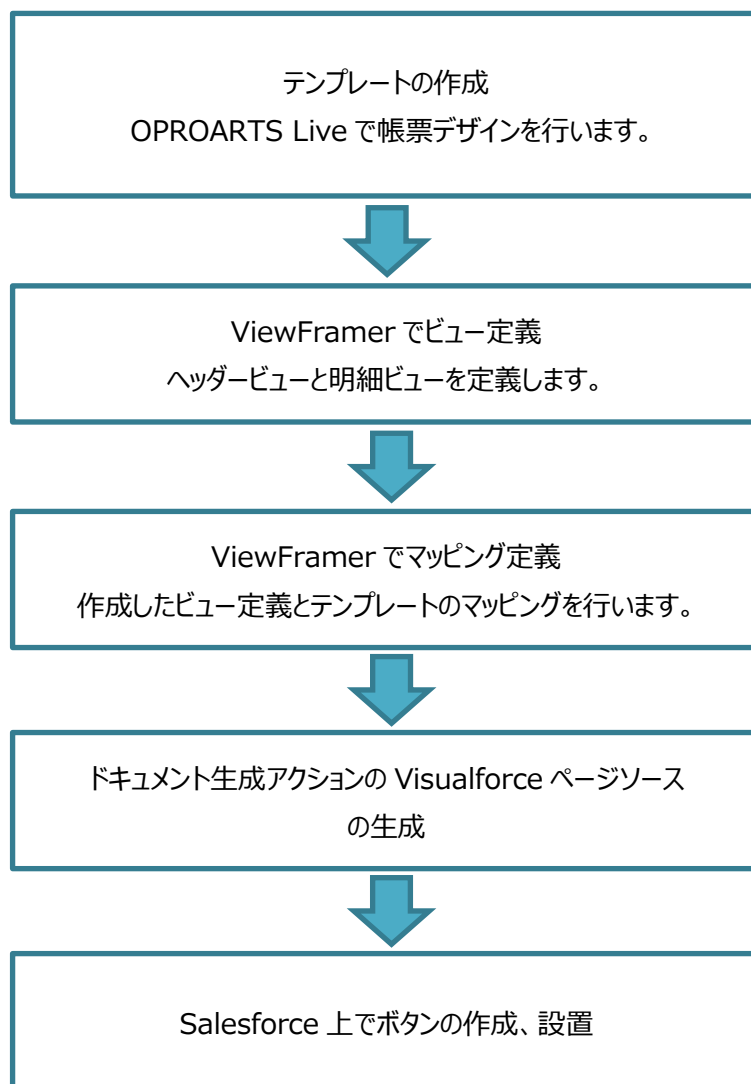 テンプレートの作成
OPROARTS Live で帳票デザインを行います。
ViewFramer でビュー定義
ヘッダービューと明細ビューを定義します。
ViewFramer でマッピング定義
作成したビュー定義とテンプレートのマッピングを行います。
ドキュメント生成アクションの Visualforce ページソース
の生成
Salesforce 上でボタンの作成、設置